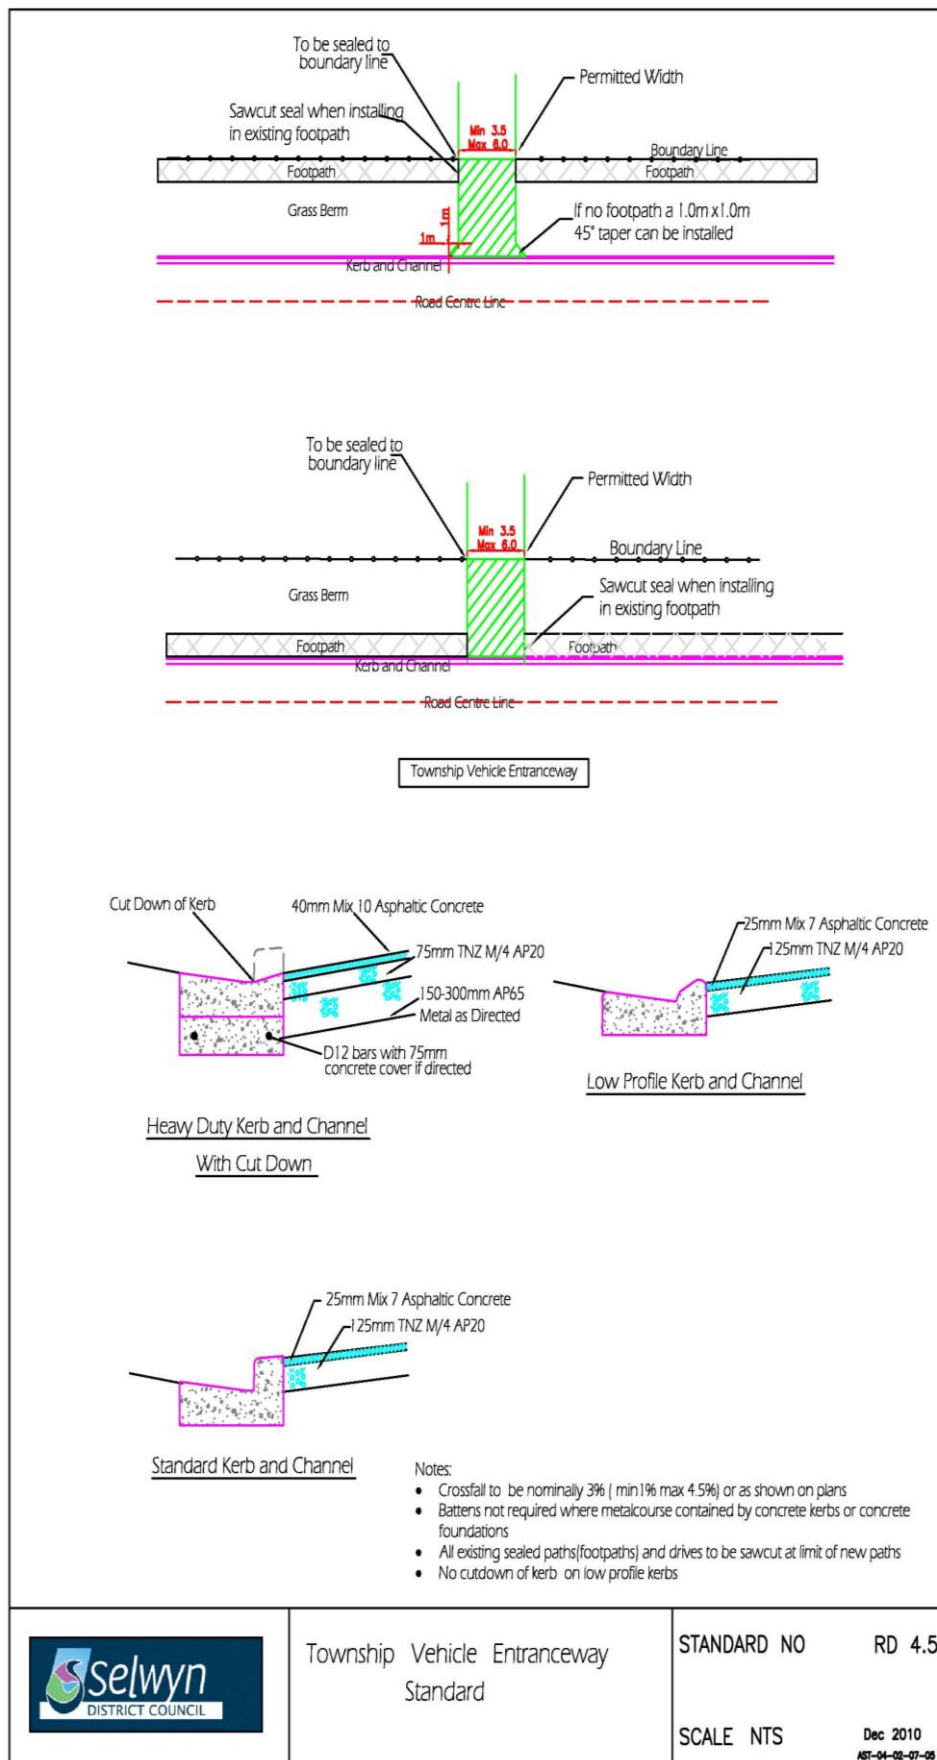 To be sealed to
boundary line
Permitted Width
Sawcut seal when installing
in existing footpath
Min 3.5
Max 6.0
Boundary Line
Footpath
Footpath
Grass Berm
1m
1m
If no footpath a 1.0m x1.0m
45° taper can be installed
Kerb and Channel
Road Centre Line
To be sealed to
boundary line
Permitted Width
Min 3.5
Max 6.0
Boundary Line
Grass Berm
Sawcut seal when installing
in existing footpath
Footpath
Footpath
Kerb and Channel
Road Centre Line
Township Vehicle Entranceway
Cut Down of Kerb
40mm Mix 10 Asphaltic Concrete
75mm TNZ M/4 AP20
150-300mm AP65
Metal as Directed
D12 bars with 75mm
concrete cover if directed
Heavy Duty Kerb and Channel
With Cut Down
25mm Mix 7 Asphaltic Concrete
125mm TNZ M/4 AP20
Low Profile Kerb and Channel
25mm Mix 7 Asphaltic Concrete
125mm TNZ M/4 AP20
Standard Kerb and Channel
Notes:
• Crossfall to be nominally 3% ( min1% max 4.5%) or as shown on plans
• Battens not required where metalcourse contained by concrete kerbs or concrete
foundations
• All existing sealed paths(footpaths) and drives to be sawcut at limit of new paths
• No cutdown of kerb on low profile kerbs
Selwyn
DISTRICT COUNCIL
Township Vehicle Entranceway
Standard
STANDARD NO RD 4.5
SCALE NTS Dec 2010
AST-04-02-07-05